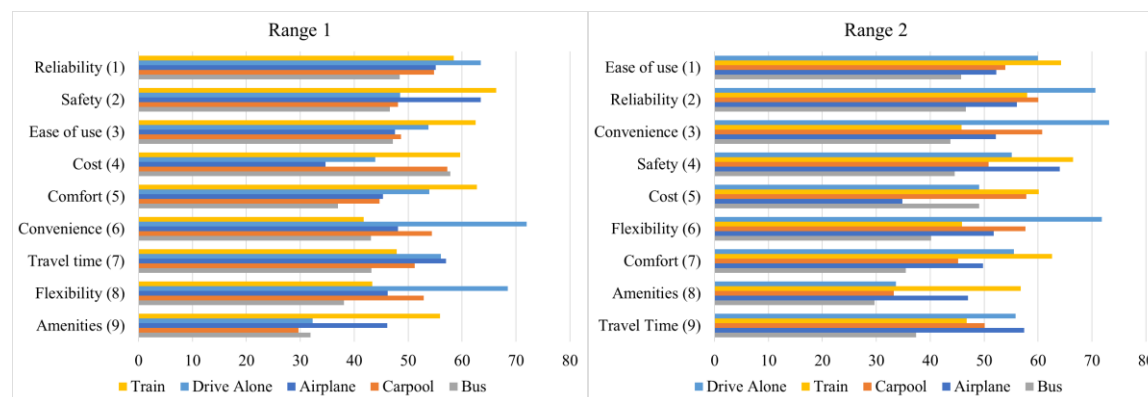 Range 1
Reliability (1)
Safety (2)
Ease of use (3)
Cost (4)
Comfort (5)
Convenience (6)
Travel time (7)
Flexibility (8)
Amenities (9)
0 10 20 30 40 50 60 70 80
Train Drive Alone Airplane Carpool Bus
Range 2
Ease of use (1)
Reliability (2)
Convenience (3)
Safety (4)
Cost (5)
Flexibility (6)
Comfort (7)
Amenities (8)
Travel Time (9)
0 10 20 30 40 50 60 70 80
Drive Alone Train Carpool Airplane Bus